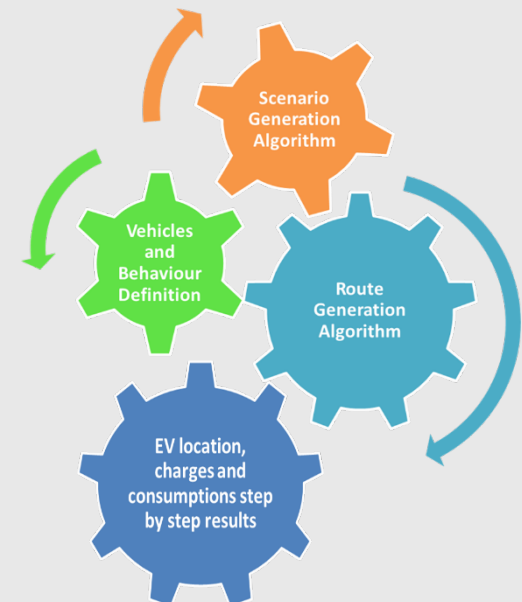 Scenario
Generation
Algorithm
Vehicles
and
Behaviour
Definition
Route
Generation
Algorithm
EV location,
charges and
consumptions step
by step results